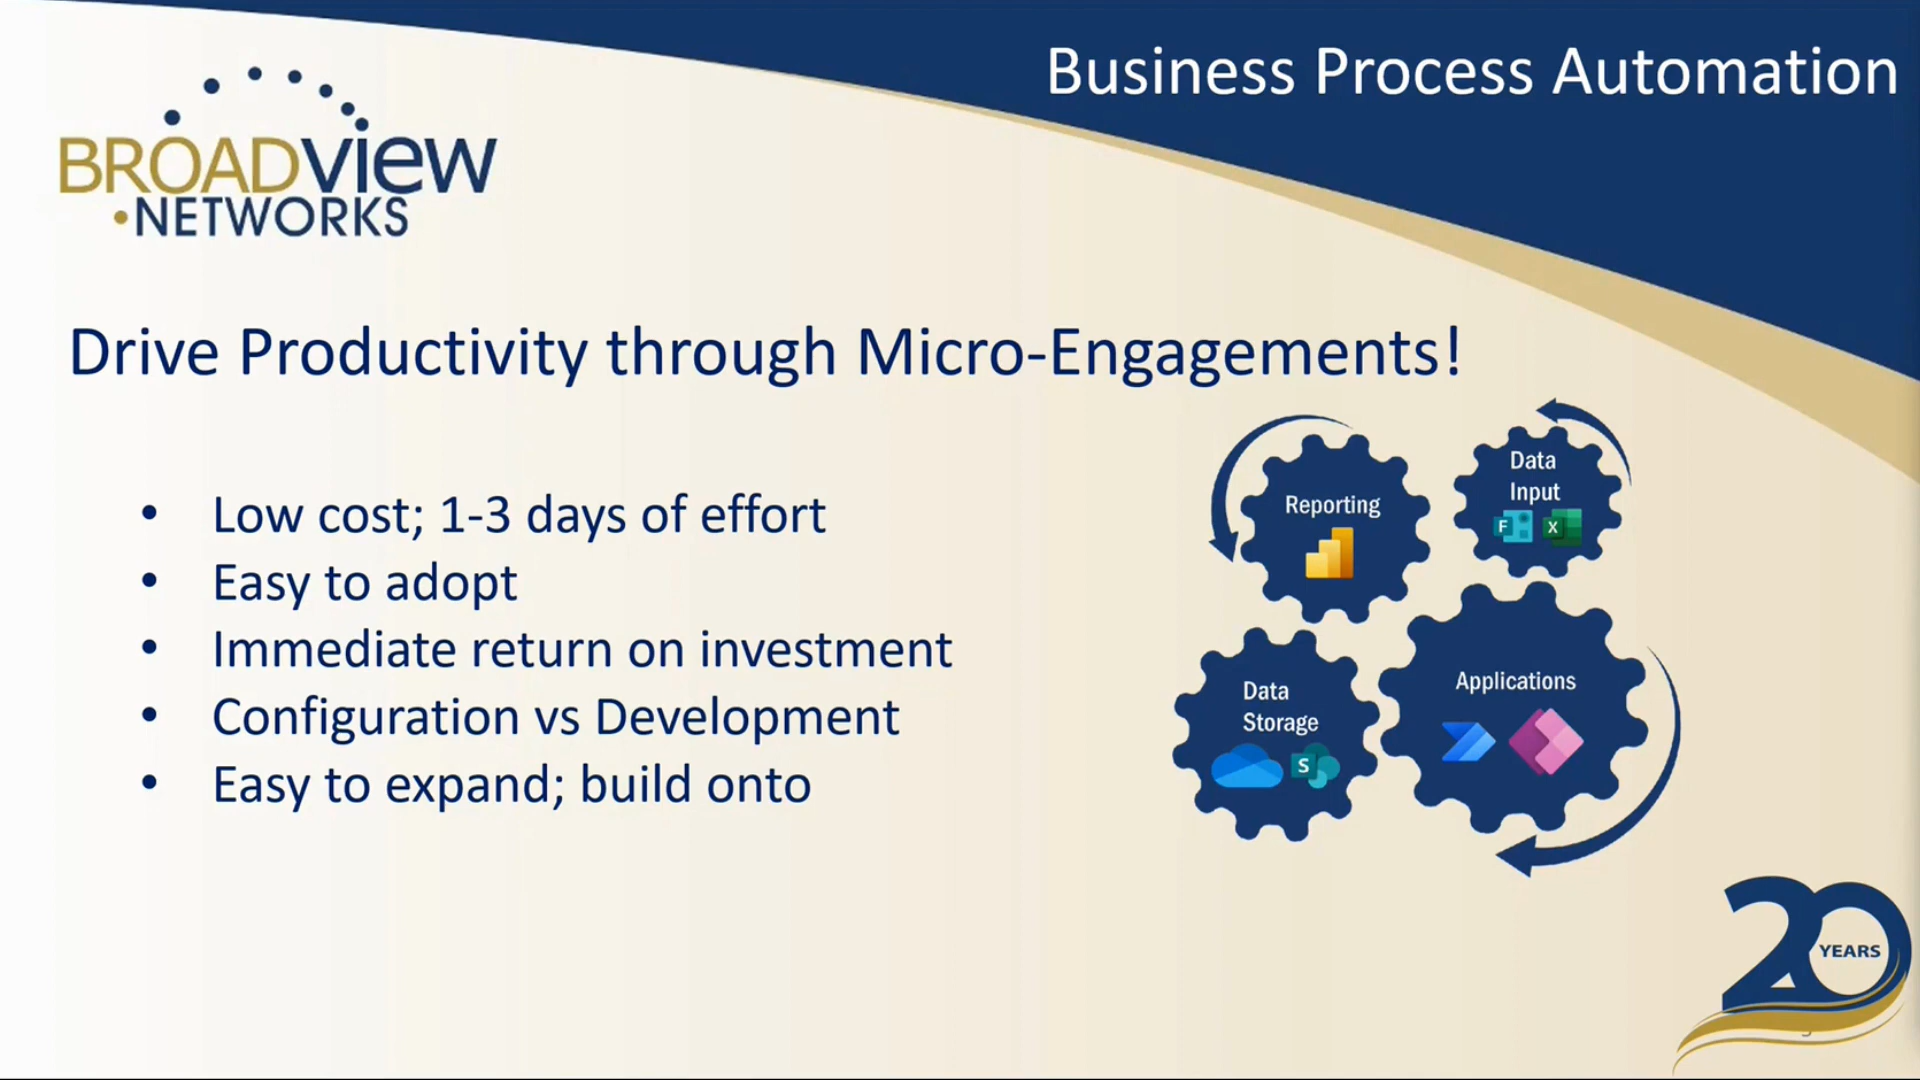 Business Process Automation
BROADVIEW
NETWORKS
Drive Productivity through Micro-Engagements!
• Low cost; 1-3 days of effort
• Easy to adopt
• Immediate return on investment
• Configuration vs Development
• Easy to expand; build onto
Reporting
Data
Input
F X
Data
Storage
S
Applications
20 YEARS